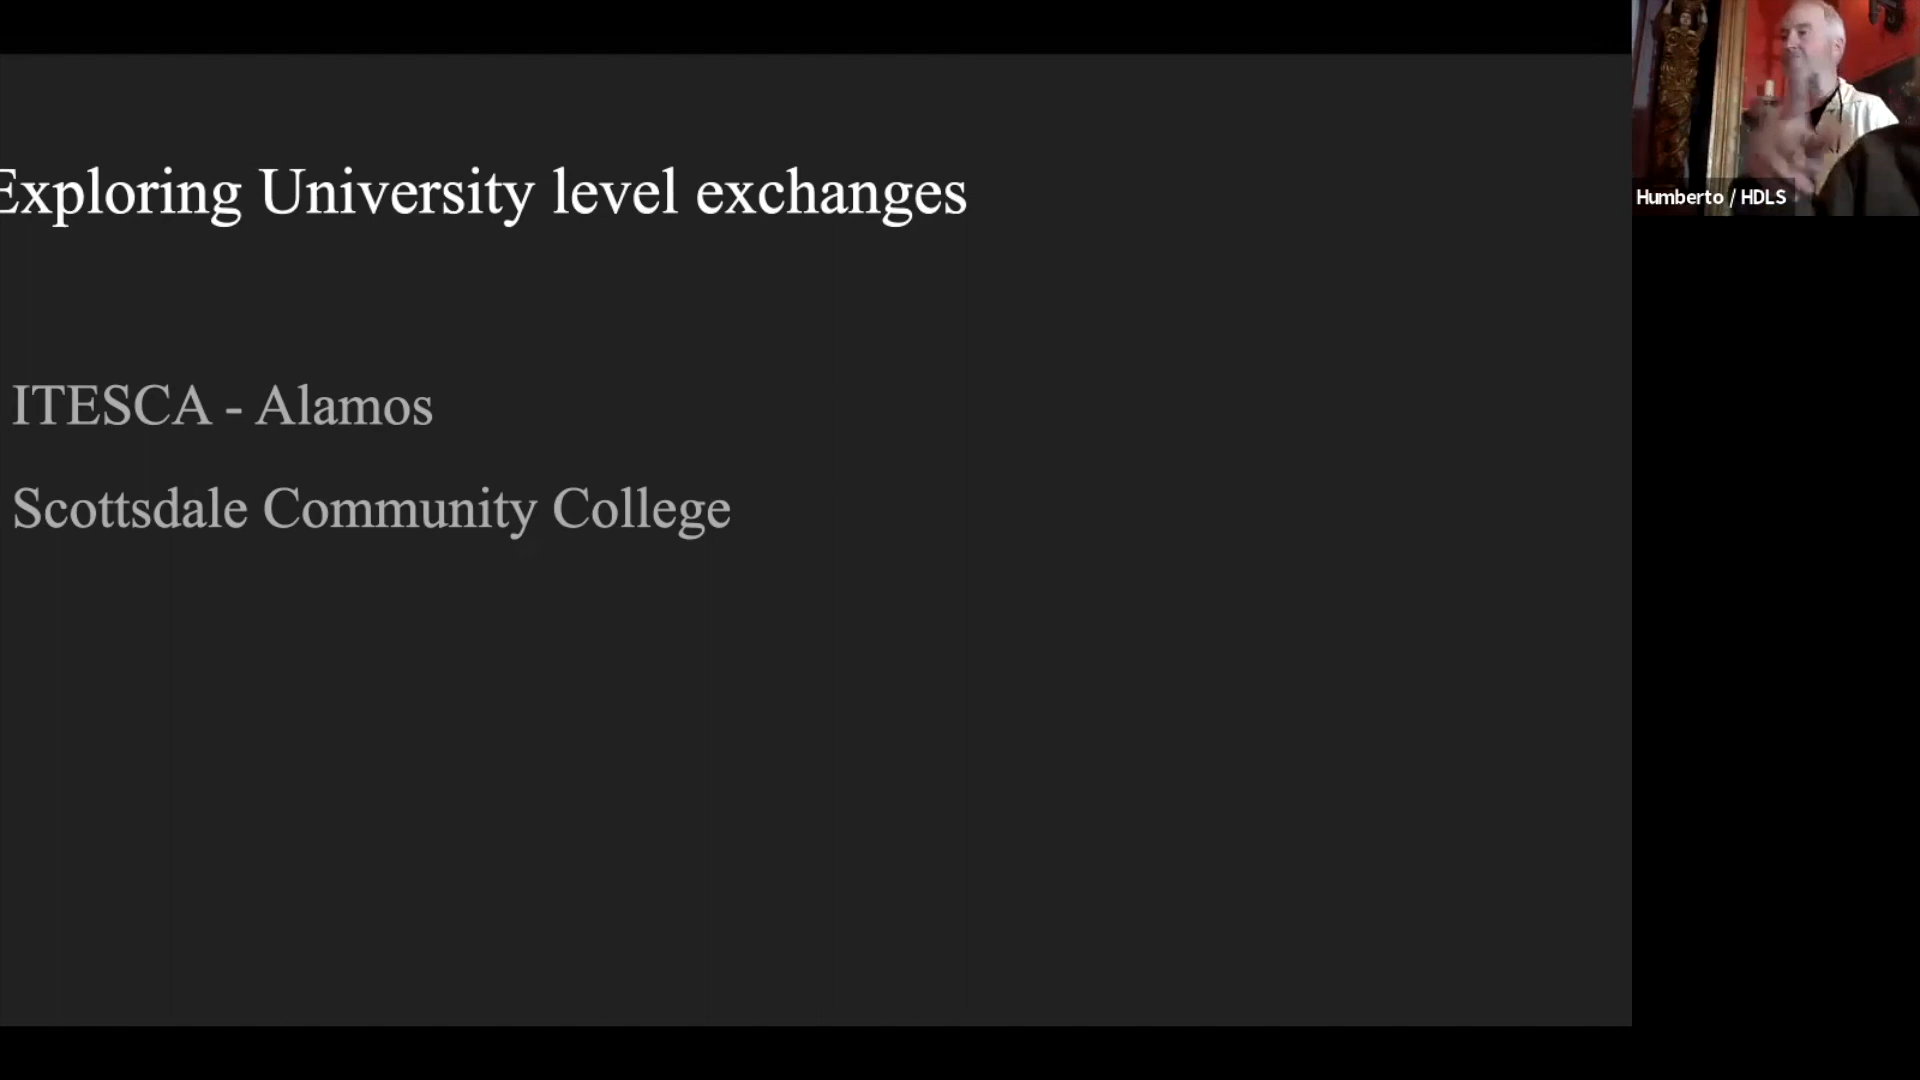 Exploring University level exchanges
ITESCA - Alamos
Scottsdale Community College
Humberto / HDLS